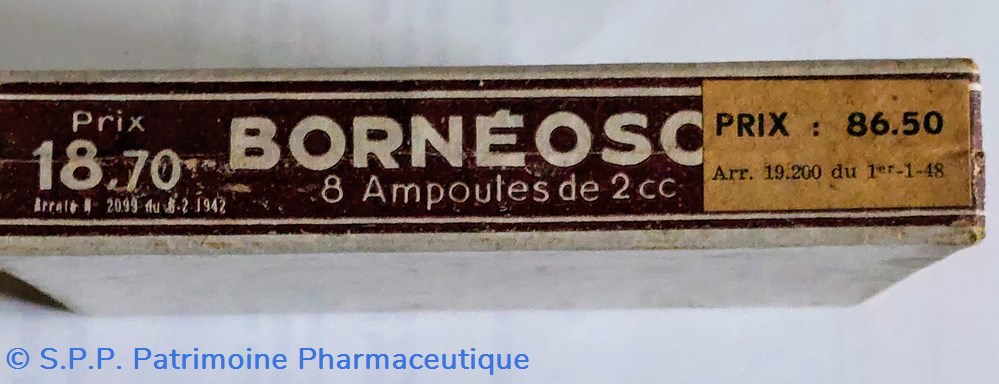 Prix
18.70
Arrêté N° 2099 du 6-2 1942
BORNÉOSO
8 Ampoules de 2 cc
PRIX : 86.50
Arr. 19.200 du 1er-1-48
© S.P.P. Patrimoine Pharmaceutique